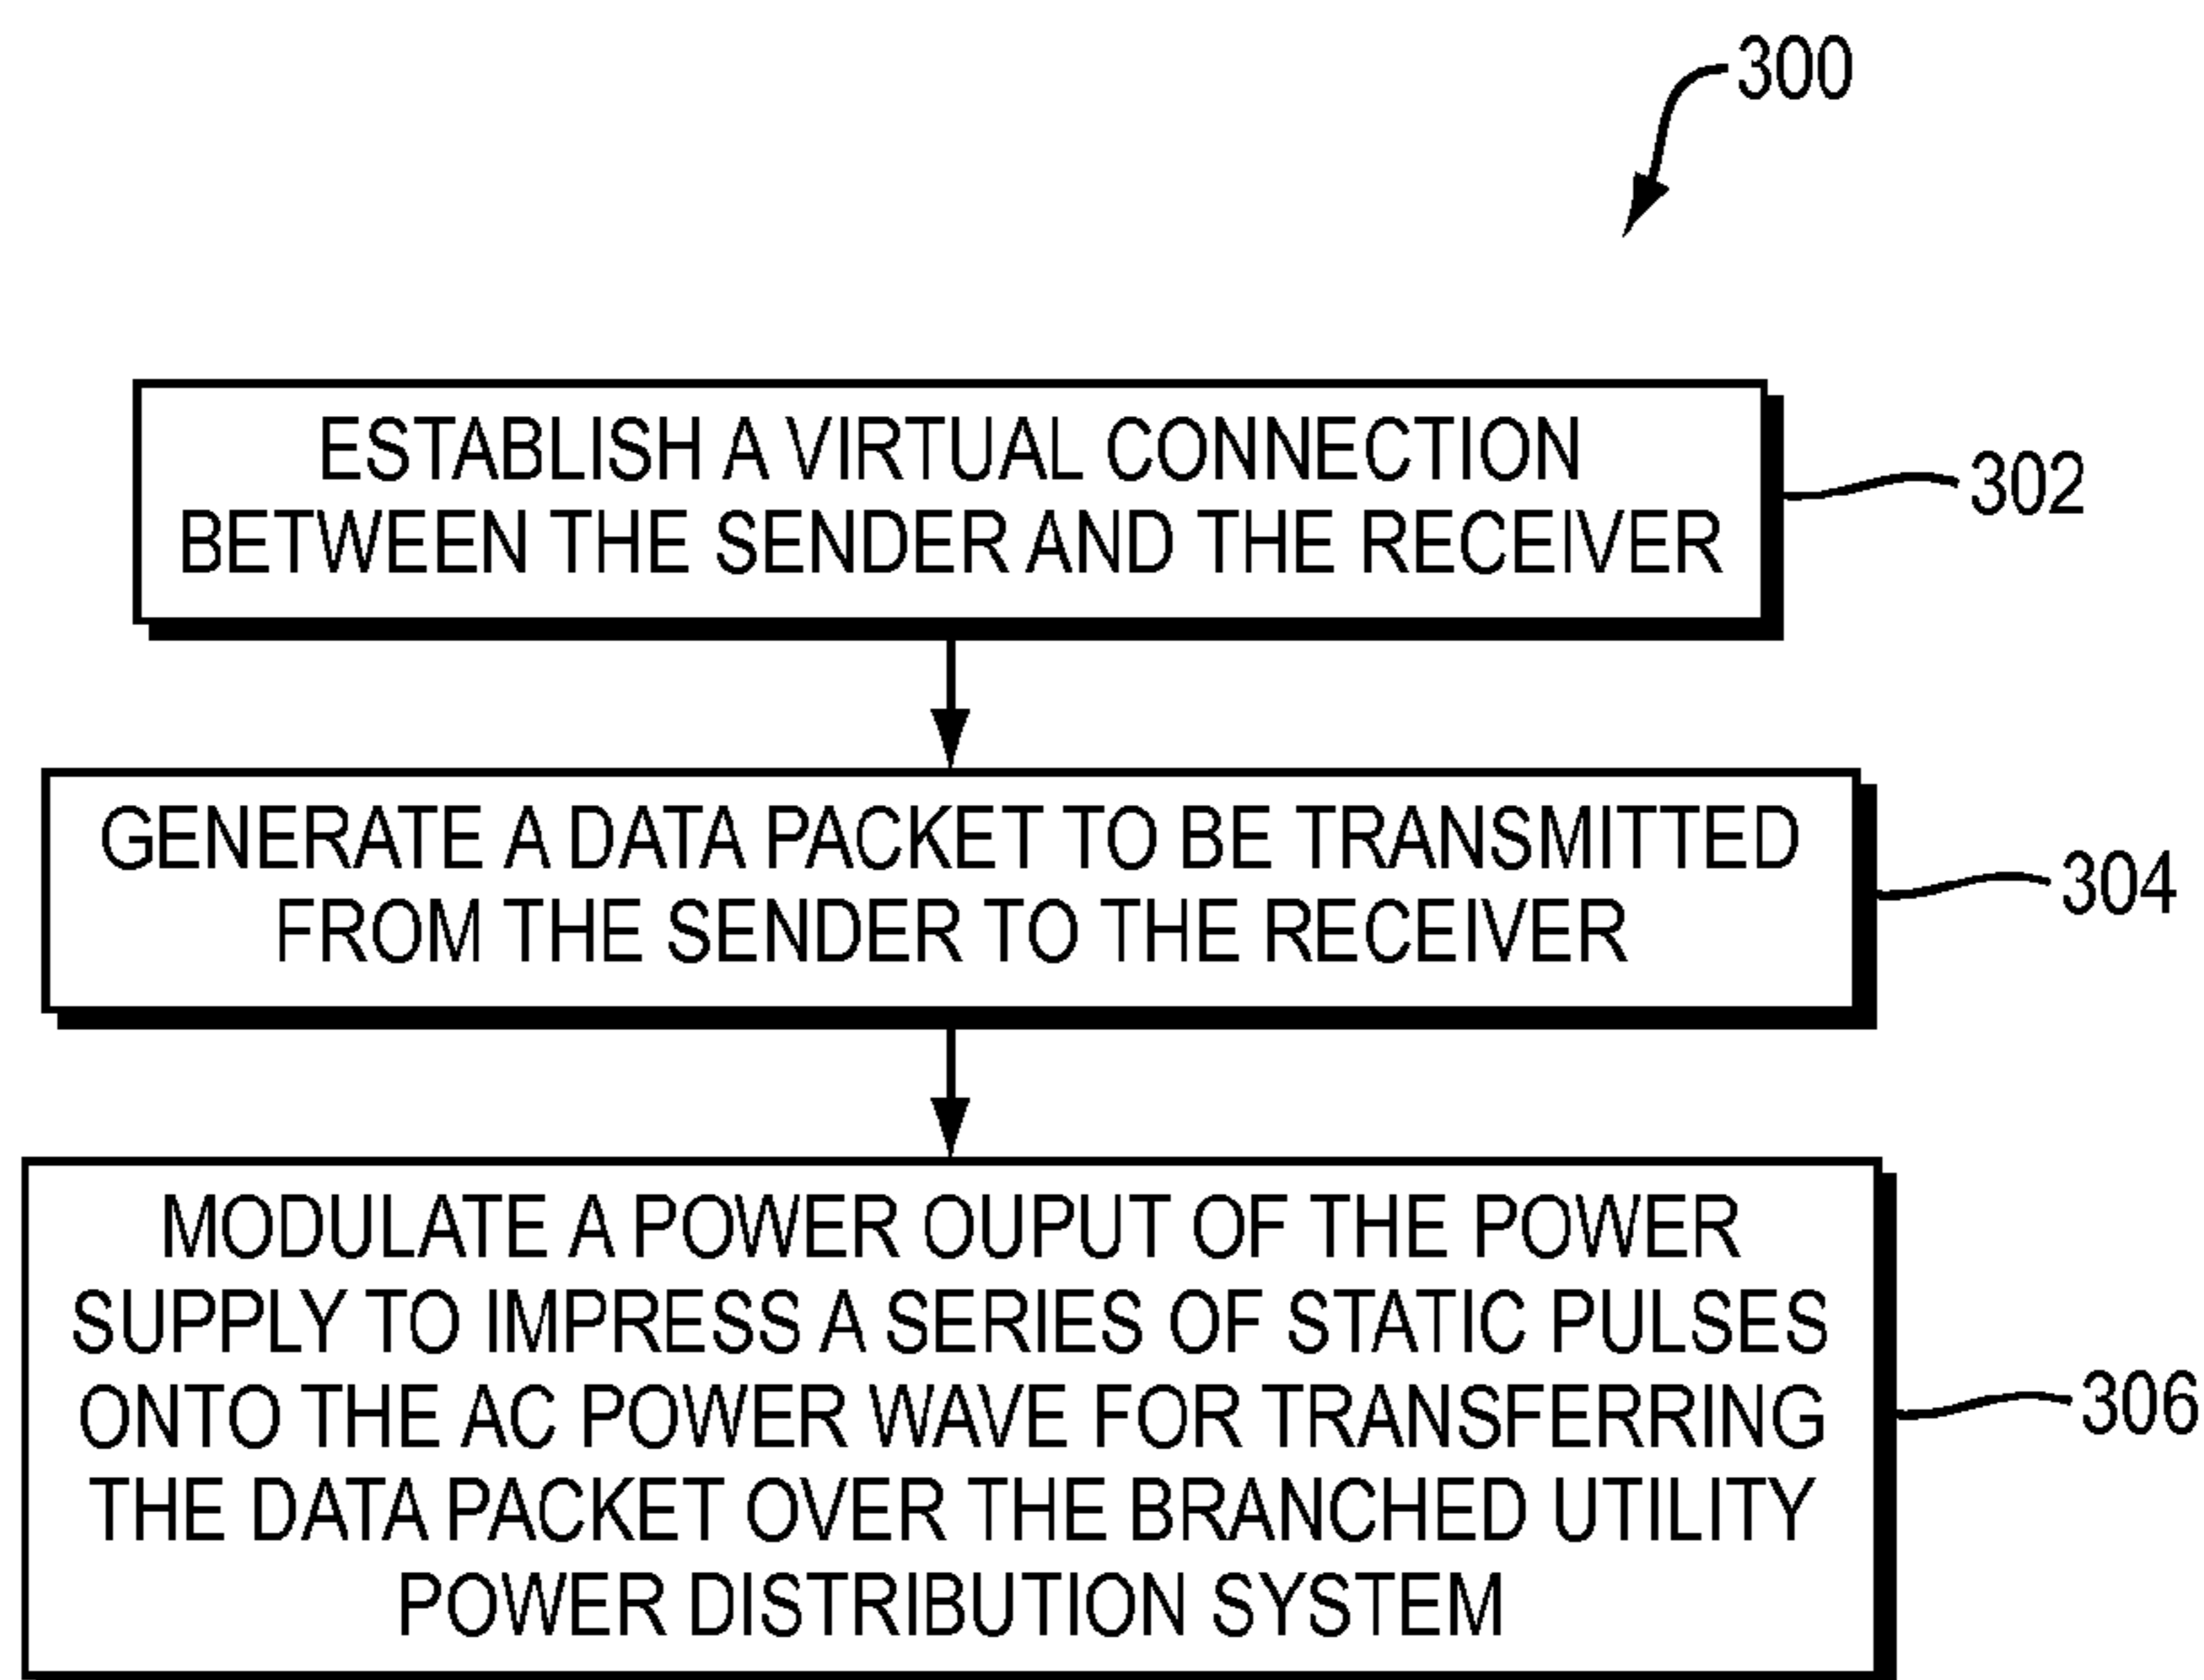 300
ESTABLISH A VIRTUAL CONNECTION
BETWEEN THE SENDER AND THE RECEIVER
302
GENERATE A DATA PACKET TO BE TRANSMITTED
FROM THE SENDER TO THE RECEIVER
304
MODULATE A POWER OUPUT OF THE POWER
SUPPLY TO IMPRESS A SERIES OF STATIC PULSES
ONTO THE AC POWER WAVE FOR TRANSFERRING
THE DATA PACKET OVER THE BRANCHED UTILITY
POWER DISTRIBUTION SYSTEM
306